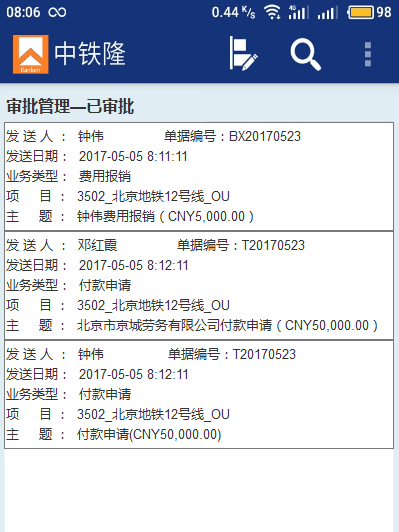 08:06 0.44 K/s 4G 98
中铁隆
审批管理—已审批
发 送 人 ： 钟伟 单据编号：BX20170523
发送日期： 2017-05-05 8:11:11
业务类型： 费用报销
项 目 ： 3502_北京地铁12号线_OU
主 题 ： 钟伟费用报销（CNY5,000.00）
发 送 人 ： 邓红霞 单据编号：T20170523
发送日期： 2017-05-05 8:12:11
业务类型： 付款申请
项 目 ： 3502_北京地铁12号线_OU
主 题 ： 北京市京城劳务有限公司付款申请（CNY50,000.00）
发 送 人 ： 钟伟 单据编号：T20170523
发送日期： 2017-05-05 8:12:11
业务类型： 付款申请
项 目 ： 3502_北京地铁12号线_OU
主 题 ： 付款申请(CNY50,000.00)